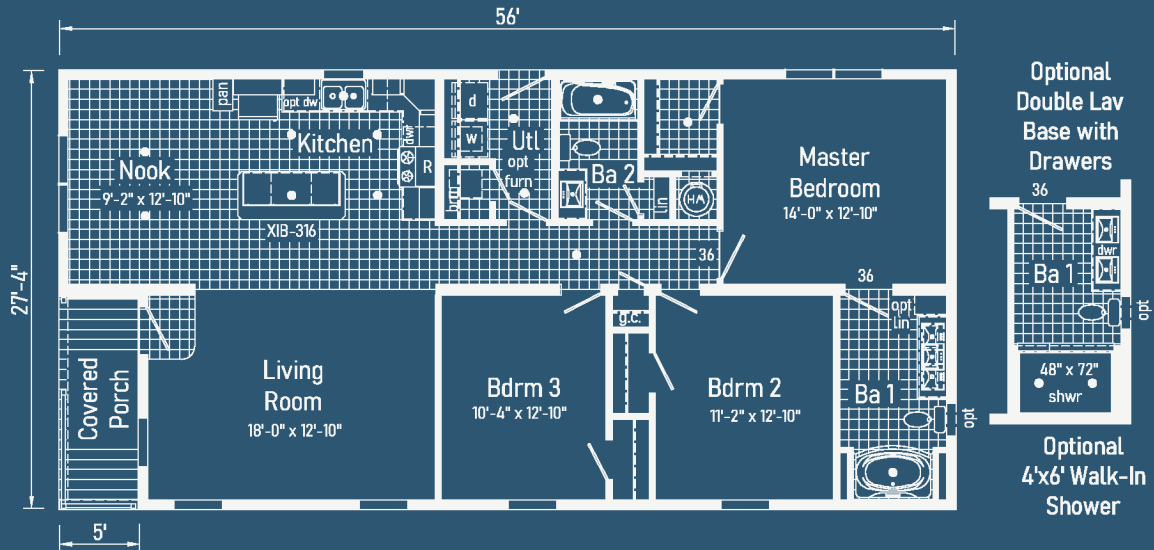 56'
27'-4"
5'
pan
opt dw
Kitchen
dwr
R
Nook
9'-2" x 12'-10"
XIB-316
d
w
Utl
opt
furn
brm
Ba 2
lin
HW
Master
Bedroom
14'-0" x 12'-10"
36
36
Covered
Porch
Living
Room
18'-0" x 12'-10"
Bdrm 3
10'-4" x 12'-10"
g.c.
Bdrm 2
11'-2" x 12'-10"
opt
lin
Ba 1
opt
Optional
Double Lav
Base with
Drawers
36
dwr
Ba 1
opt
48" x 72"
shwr
Optional
4'x6' Walk-In
Shower